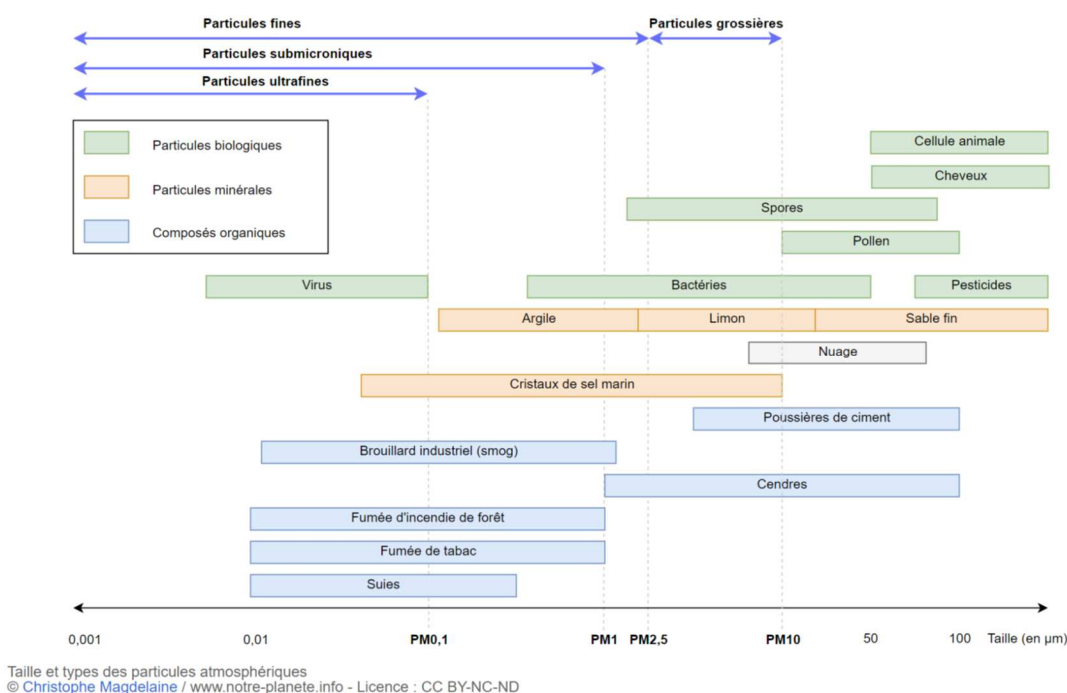 Particules fines
Particules grossières
Particules submicroniques
Particules ultrafines
Particules biologiques
Particules minérales
Composés organiques
Cellule animale
Cheveux
Spores
Pollen
Virus
Bactéries
Pesticides
Argile
Limon
Sable fin
Nuage
Cristaux de sel marin
Poussières de ciment
Brouillard industriel (smog)
Cendres
Fumée d'incendie de forêt
Fumée de tabac
Suies
0,001
0,01
PM0,1
PM1
PM2,5
PM10
50
100
Taille (en μm)
Taille et types des particules atmosphériques
© Christophe Magdelaine / www.notre-planete.info - Licence : CC BY-NC-ND